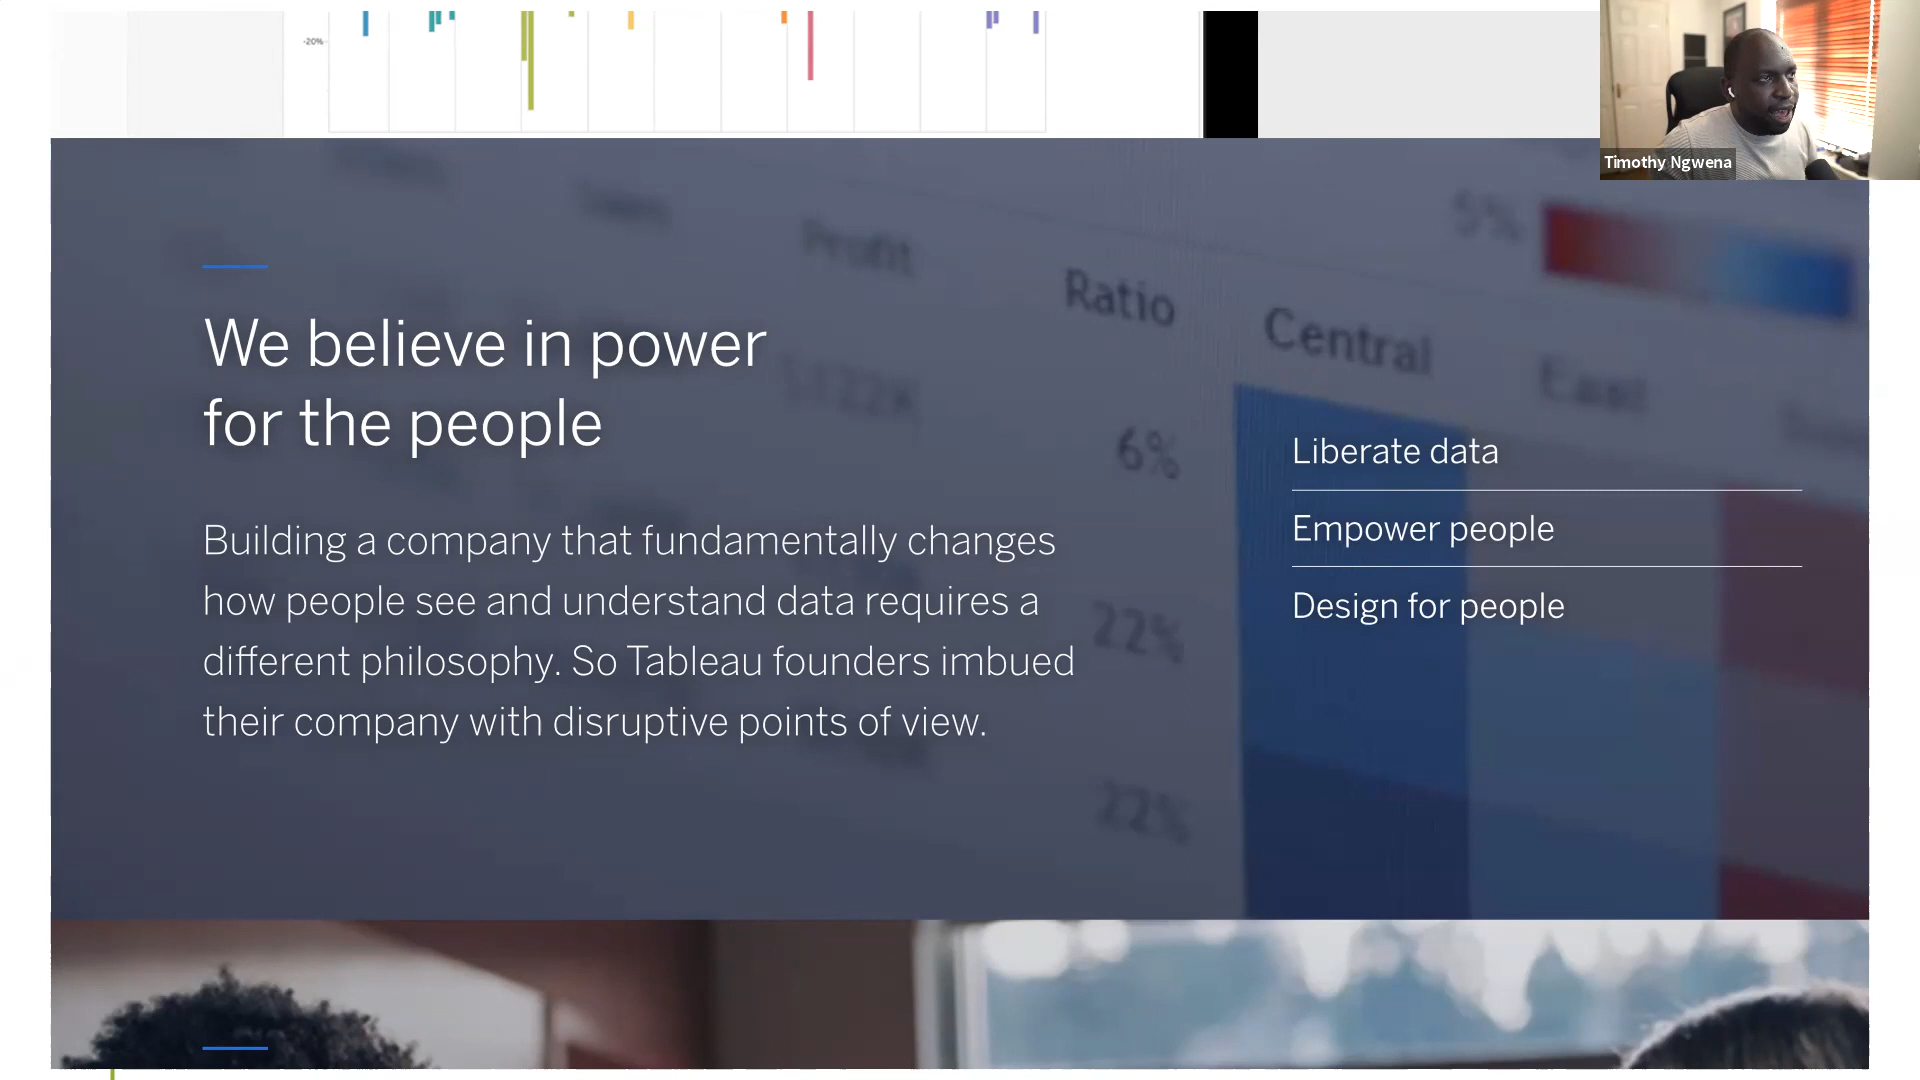 -20%
Timothy Ngwena
Sales
Profit
Ratio
Central
East
5%
We believe in power
for the people
$122K
6%
Liberate data
Empower people
Design for people
Building a company that fundamentally changes
how people see and understand data requires a
different philosophy. So Tableau founders imbued
their company with disruptive points of view.
22%
22%